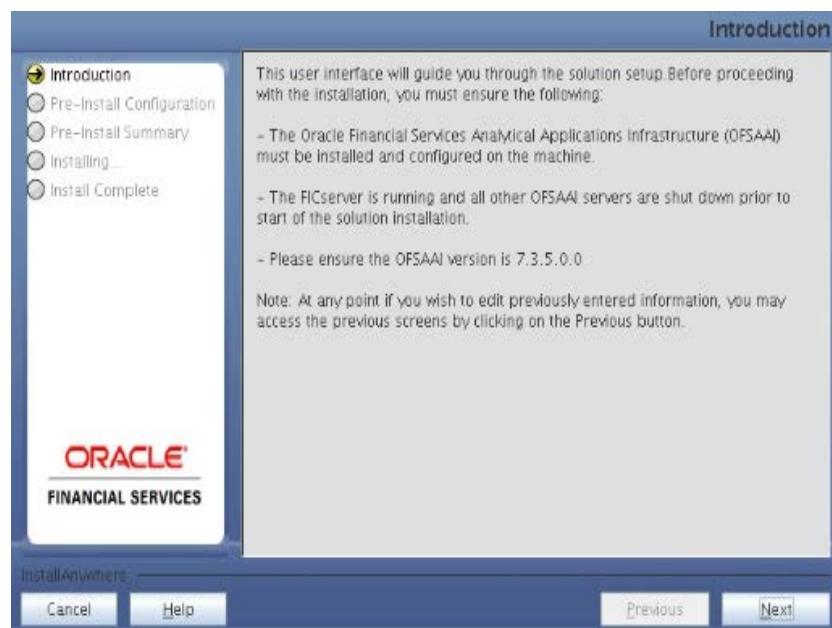 Introduction
Introduction
Pre-Install Configuration
Pre-Install Summary
Installing...
Install Complete
This user interface will guide you through the solution setup.Before proceeding
with the installation, you must ensure the following:
- The Oracle Financial Services Analytical Applications Infrastructure (OFSAAI)
must be installed and configured on the machine.
- The FICserver is running and all other OFSAAI servers are shut down prior to
start of the solution installation.
- Please ensure the OFSAAI version is 7.3.5.0.0
Note: At any point if you wish to edit previously entered information, you may
access the previous screens by clicking on the Previous button.
ORACLE
FINANCIAL SERVICES
InstallAnywhere
Cancel
Help
Previous
Next